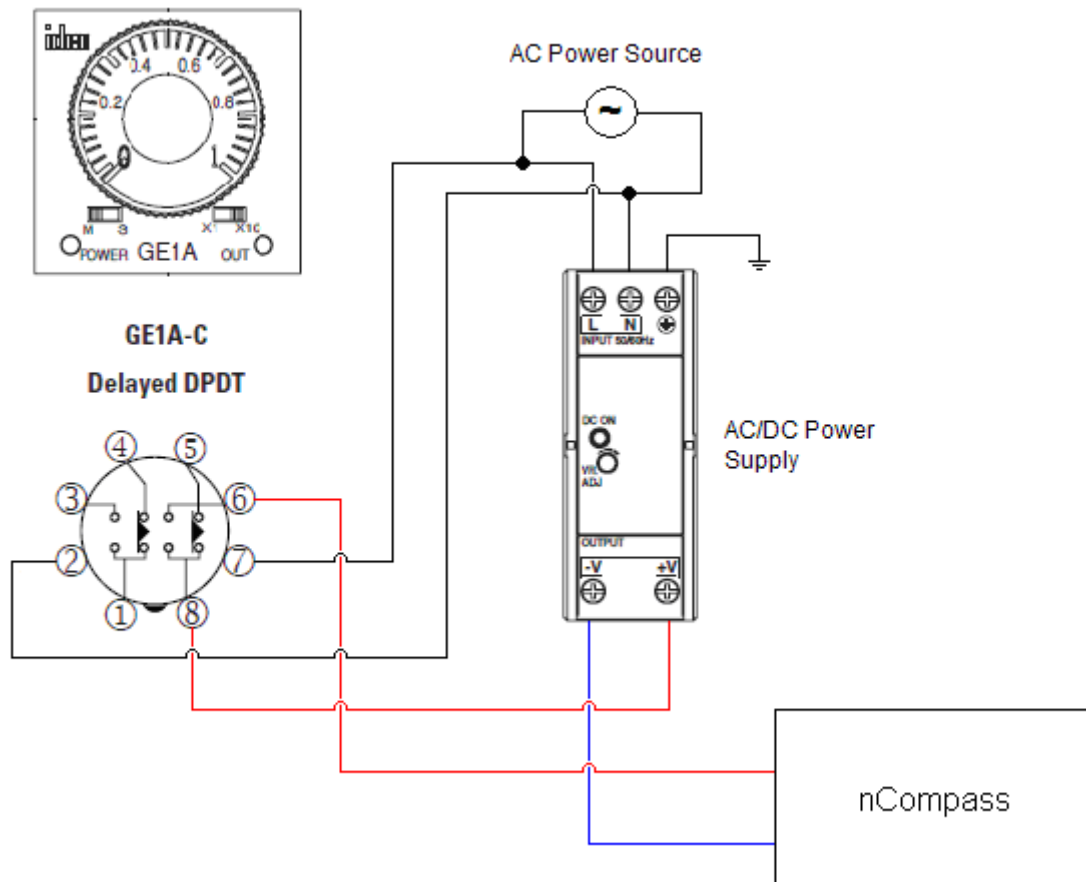 idec
0.4 0.6
0.2 0.8
0 1
M S X1 X10
POWER GE1A OUT
GE1A-C
Delayed DPDT
④ ⑤
③ ⑥
② ⑦
① ⑧
AC Power Source
~
L N
INPUT 50/60Hz
DC ON
VR.
ADJ
OUTPUT
-V +V
AC/DC Power
Supply
nCompass